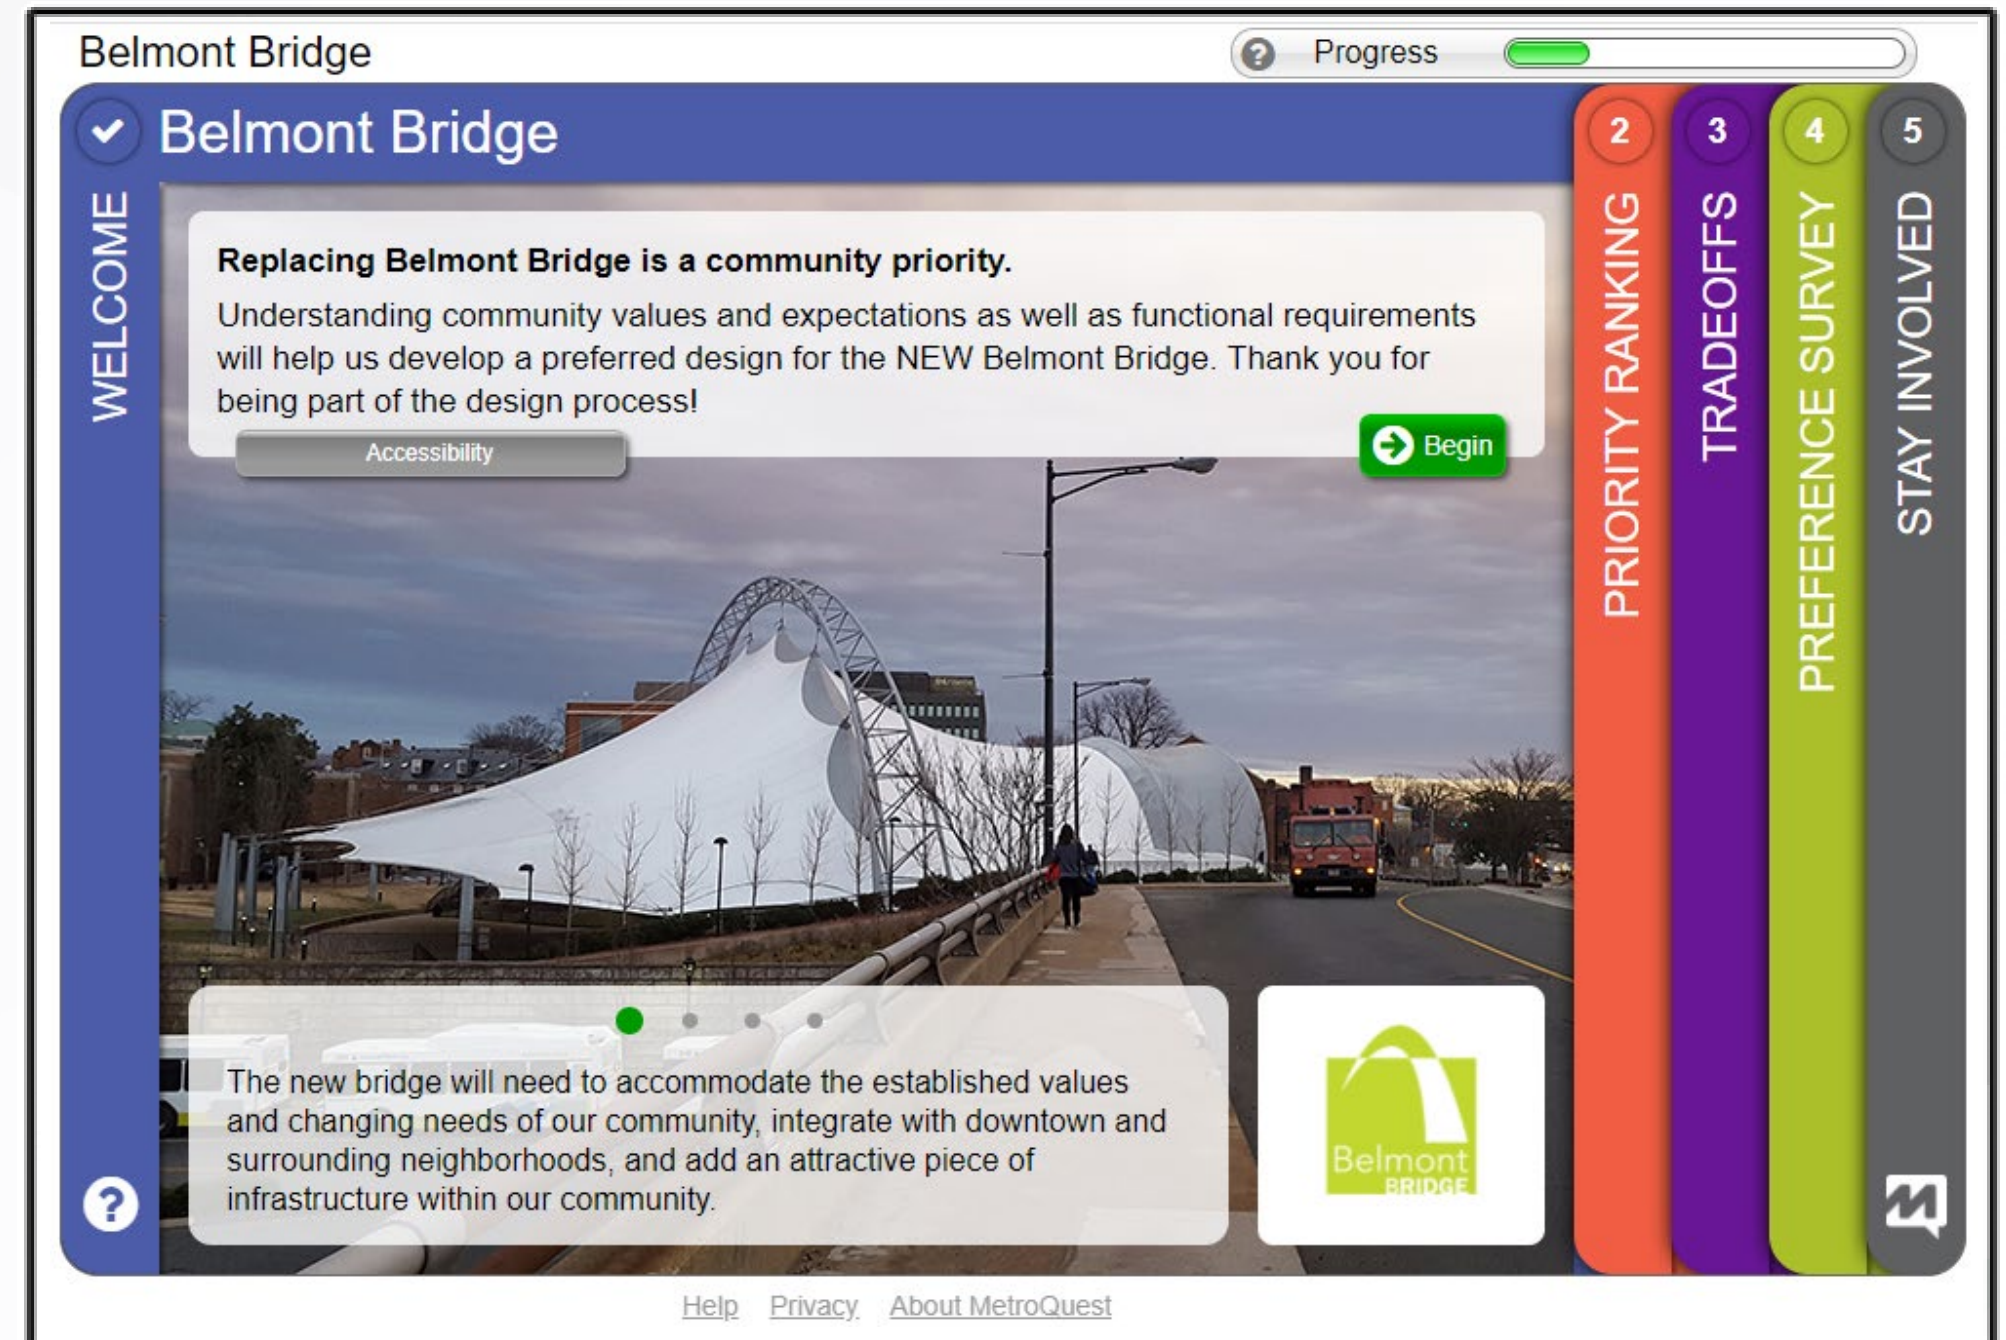 Belmont Bridge
? Progress
Belmont Bridge
WELCOME
Replacing Belmont Bridge is a community priority.
Understanding community values and expectations as well as functional requirements
will help us develop a preferred design for the NEW Belmont Bridge. Thank you for
being part of the design process!
Accessibility
Begin
The new bridge will need to accommodate the established values
and changing needs of our community, integrate with downtown and
surrounding neighborhoods, and add an attractive piece of
infrastructure within our community.
Belmont
BRIDGE
?
2
PRIORITY RANKING
3
TRADEOFFS
4
PREFERENCE SURVEY
5
STAY INVOLVED
M
Help Privacy About MetroQuest